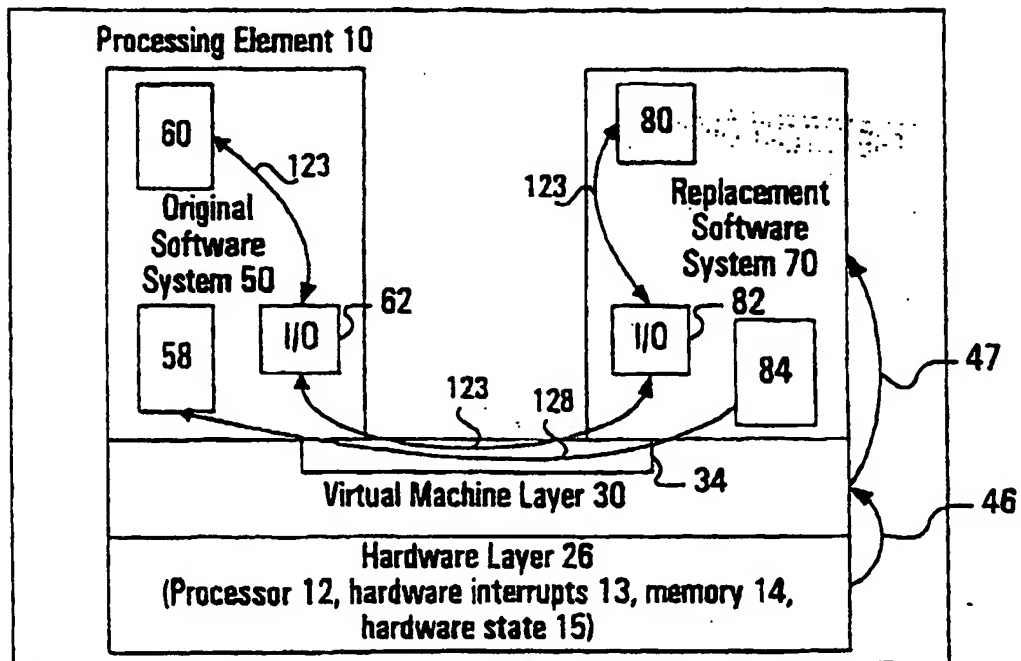 Processing Element 10
60
123
Original
Software
System 50
62
I/O
58
80
123
Replacement
Software
System 70
82
I/O
84
47
123
128
34
Virtual Machine Layer 30
46
Hardware Layer 26
(Processor 12, hardware interrupts 13, memory 14,
hardware state 15)